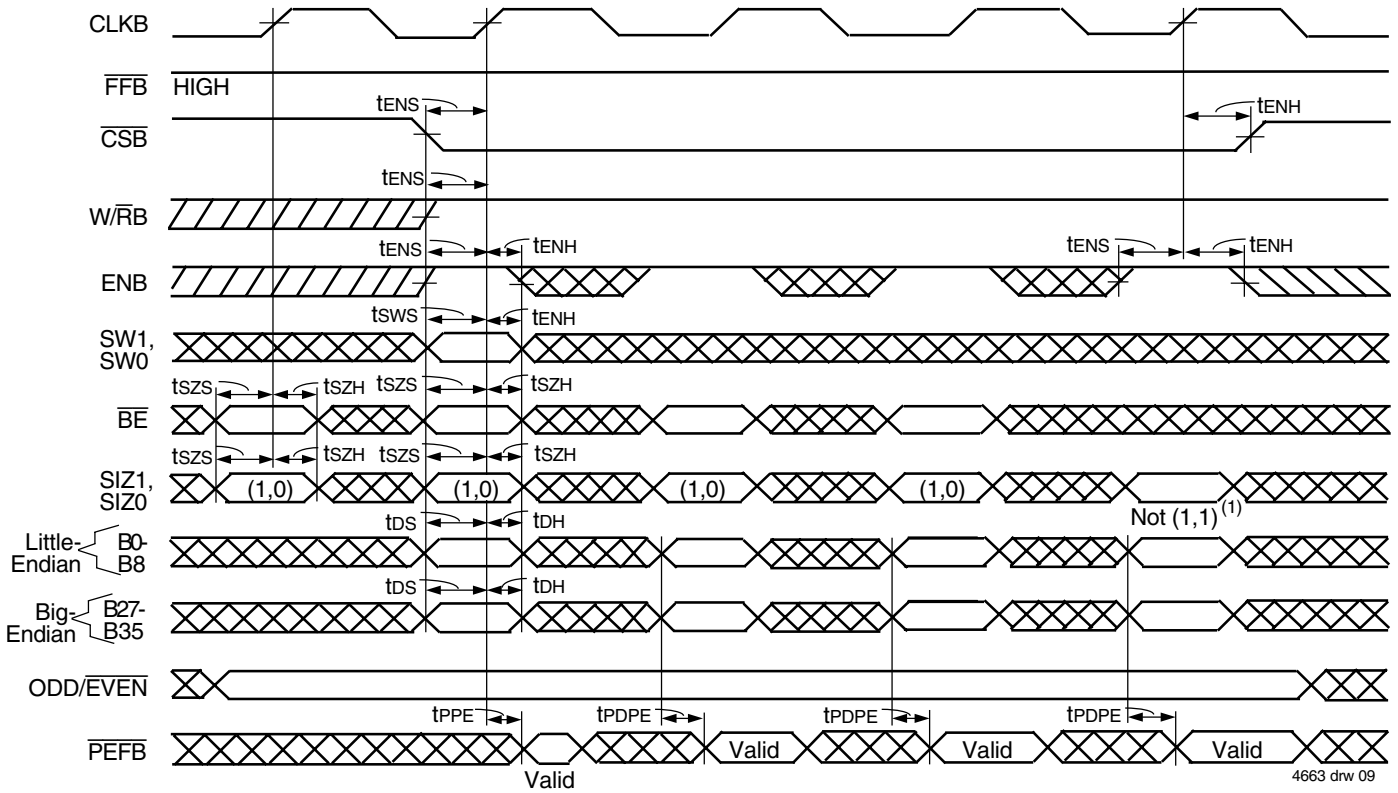 CLKB
FFB HIGH
tENS tENH
CSB
tENS
W/RB
tENS tENH tENS tENH
ENB
tSWS tENH
SW1,
SW0
tSZS tSZH tSZS tSZH
BE
tSZS tSZH tSZS tSZH
SIZ1,
SIZ0
(1,0) (1,0) (1,0) (1,0)
Not (1,1) (1)
tDS tDH
Little-
Endian
B0-
B8
tDS tDH
Big-
Endian
B27-
B35
ODD/EVEN
tPPE tPDPE tPDPE tPDPE
PEFB
Valid Valid Valid Valid
4663 drw 09